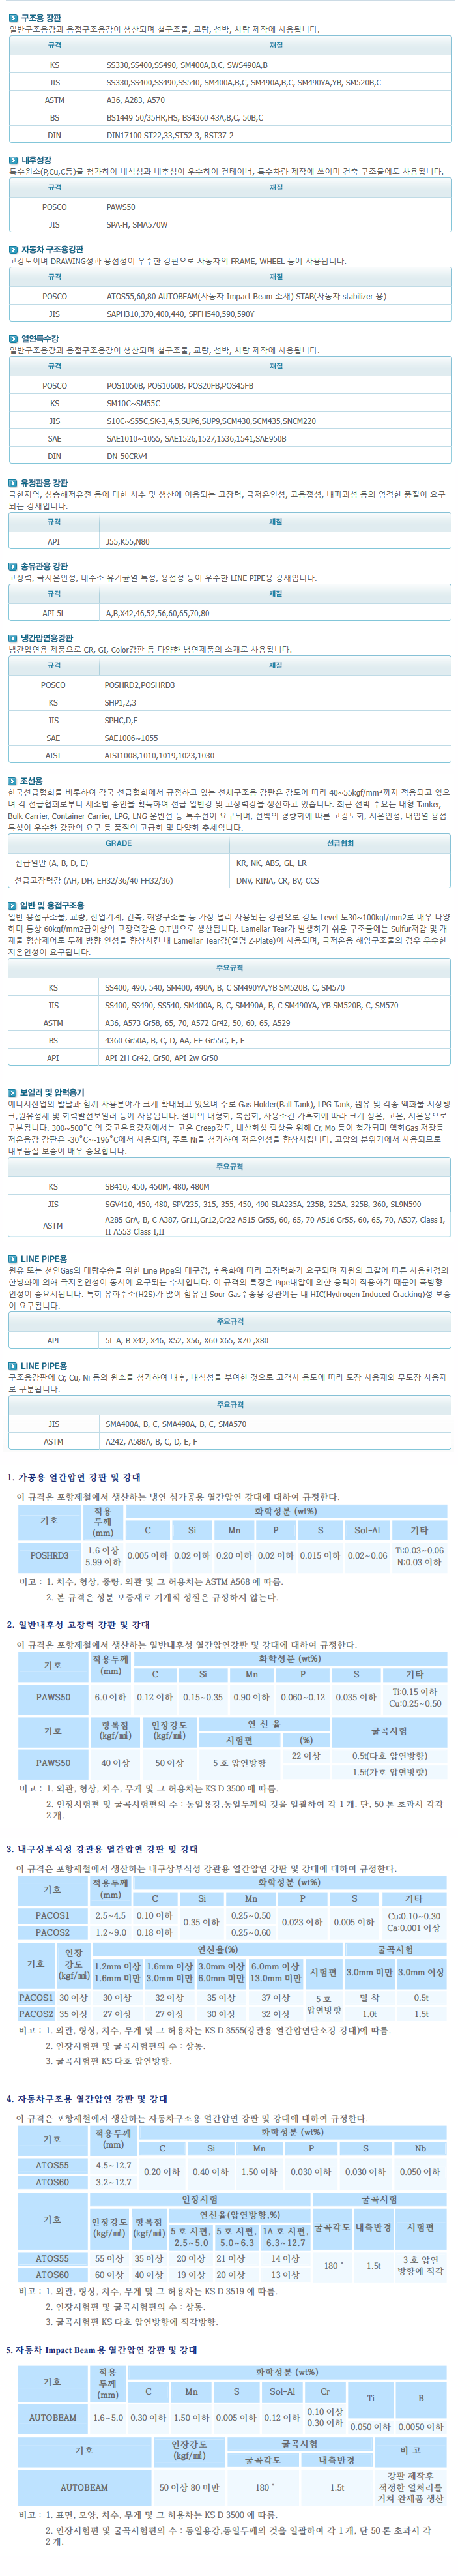 구조용 강판
일반구조용강과 용접구조용강이 생산되며 철구조물, 교량, 선박, 차량 제작에 사용됩니다.
규격 재질
KS SS330,SS400,SS490, SM400A,B,C, SWS490A,B
JIS SS330,SS400,SS490,SS540, SM400A,B,C, SM490A,B,C, SM490YA,YB, SM520B,C
ASTM A36, A283, A570
BS BS1449 50/35HR,HS, BS4360 43A,B,C, 50B,C
DIN DIN17100 ST22,33,ST52-3, RST37-2
내후성강
특수원소(P,Cu,C등)를 첨가하여 내식성과 내후성이 우수하여 컨테이너, 특수차량 제작에 쓰이며 건축 구조물에도 사용됩니다.
규격 재질
POSCO PAWS50
JIS SPA-H, SMA570W
자동차 구조용강판
고강도이며 DRAWING성과 용접성이 우수한 강판으로 자동차의 FRAME, WHEEL 등에 사용됩니다.
규격 재질
POSCO ATOS55,60,80 AUTOBEAM(자동차 Impact Beam 소재) STAB(자동차 stabilizer 용)
JIS SAPH310,370,400,440, SPFH540,590,590Y
열연특수강
일반구조용강과 용접구조용강이 생산되며 철구조물, 교량, 선박, 차량 제작에 사용됩니다.
규격 재질
POSCO POS1050B, POS1060B, POS20FB,POS45FB
KS SM10C~SM55C
JIS S10C~S55C,SK-3,4,5,SUP6,SUP9,SCM430,SCM435,SNCM220
SAE SAE1010~1055, SAE1526,1527,1536,1541,SAE950B
DIN DN-50CRV4
유정관용 강판
극한지역, 심층해저유전 등에 대한 시추 및 생산에 이용되는 고장력, 극저온인성, 고용접성, 내파괴성 등의 엄격한 품질이 요구
되는 강재입니다.
규격 재질
API J55,K55,N80
송유관용 강판
고장력, 극저온인성, 내수소 유기균열 특성, 용접성 등이 우수한 LINE PIPE용 강재입니다.
규격 재질
API 5L A,B,X42,46,52,56,60,65,70,80
냉간압연용강판
냉간압연용 제품으로 CR, GI, Color강판 등 다양한 냉연제품의 소재로 사용됩니다.
규격 재질
POSCO POSHRD2,POSHRD3
KS SHP1,2,3
JIS SPHC,D,E
SAE SAE1006~1055
AISI AISI1008,1010,1019,1023,1030
조선용
한국선급협회를 비롯하여 각국 선급협회에서 규정하고 있는 선체구조용 강판은 강도에 따라 40~55kgf/mm²까지 적용되고 있으
며 각 선급협회로부터 제조법 승인을 획득하여 선급 일반강 및 고장력강을 생산하고 있습니다. 최근 선박 수요는 대형 Tanker,
Bulk Carrier, Container Carrier, LPG, LNG 운반선 등 특수선이 요구되며, 선박의 경량화에 따른 고강도화, 저온인성, 대입열 용접
특성이 우수한 강판의 요구 등 품질의 고급화 및 다양화 추세입니다.
GRADE 선급협회
선급일반 (A, B, D, E) KR, NK, ABS, GL, LR
선급고장력강 (AH, DH, EH32/36/40 FH32/36) DNV, RINA, CR, BV, CCS
일반 및 용접구조용
일반 용접구조물, 교량, 산업기계, 건축, 해양구조물 등 가장 널리 사용되는 강판으로 강도 Level 도30~100kgf/mm2로 매우 다양
하며 통상 60kgf/mm2급이상의 고장력강은 Q.T법으로 생산됩니다. Lamellar Tear가 발생하기 쉬운 구조물에는 Sulfur저감 및 개
재물 형상제어로 두께 방향 인성을 향상시킨 내 Lamellar Tear강(일명 Z-Plate)이 사용되며, 극저온용 해양구조물의 경우 우수한
저온인성이 요구됩니다.
주요규격
KS SS400, 490, 540, SM400, 490A, B, C SM490YA,YB SM520B, C, SM570
JIS SS400, SS490, SS540, SM400A, B, C, SM490A, B, C SM490YA, YB SM520B, C, SM570
ASTM A36, A573 Gr58, 65, 70, A572 Gr42, 50, 60, 65, A529
BS 4360 Gr50A, B, C, D, AA, EE Gr55C, E, F
API API 2H Gr42, Gr50, API 2w Gr50
보일러 및 압력용기
에너지산업의 발달과 함께 사용분야가 크게 확대되고 있으며 주로 Gas Holder(Ball Tank), LPG Tank, 원유 및 각종 액화물 저장탱
크,원유정제 및 화력발전보일러 등에 사용됩니다. 설비의 대형화, 복잡화, 사용조건 가혹화에 따라 크게 상온, 고온, 저온용으로
구분됩니다. 300~500°C 의 중고온용강재에서는 고온 Creep강도, 내산화성 향상을 위해 Cr, Mo 등이 첨가되며 액화Gas 저장등
저온용강 강판은 -30°C~-196°C에서 사용되며, 주로 Ni를 첨가하여 저온인성을 향상시킵니다. 고압의 분위기에서 사용되므로
내부품질 보증이 매우 중요합니다.
주요규격
KS SB410, 450, 450M, 480, 480M
JIS SGV410, 450, 480, SPV235, 315, 355, 450, 490 SLA235A, 235B, 325A, 325B, 360, SL9N590
ASTM A285 GrA, B, C A387, Gr11,Gr12,Gr22 A515 Gr55, 60, 65, 70 A516 Gr55, 60, 65, 70, A537, Class I,
II A553 Class I,II
LINE PIPE용
원유 또는 천연Gas의 대량수송을 위한 Line Pipe의 대구경, 후육화에 따라 고장력화가 요구되며 자원의 고갈에 따른 사용환경의
한냉화에 의해 극저온인성이 동시에 요구되는 추세입니다. 이 규격의 특징은 Pipe내압에 의한 응력이 작용하기 때문에 폭방향
인성이 중요시됩니다. 특히 유화수소(H2S)가 많이 함유된 Sour Gas수송용 강관에는 내 HIC(Hydrogen Induced Cracking)성 보증
이 요구됩니다.
주요규격
API 5L A, B X42, X46, X52, X56, X60 X65, X70 ,X80
LINE PIPE용
구조용강판에 Cr, Cu, Ni 등의 원소를 첨가하여 내후, 내식성을 부여한 것으로 고객사 용도에 따라 도장 사용재와 무도장 사용재
로 구분됩니다.
주요규격
JIS SMA400A, B, C, SMA490A, B, C, SMA570
ASTM A242, A588A, B, C, D, E, F
1. 가공용 열간압연 강판 및 강대
이 규격은 포항제철에서 생산하는 냉연 심가공용 열간압연 강대에 대하여 규정한다.
기호 적용 두께 (mm) 화학성분 (wt%)
C Si Mn P S Sol-Al 기타
POSHRD3 1.6 이상 5.99 이하 0.005 이하 0.02 이하 0.20 이하 0.02 이하 0.015 이하 0.02~0.06 Ti:0.03~0.06 N:0.03 이하
비고 : 1. 치수, 형상, 중량, 외관 및 그 허용치는 ASTM A568 에 따름.
2. 본 규격은 성분 보증재로 기계적 성질은 규정하지 않는다.
2. 일반내후성 고장력 강판 및 강대
이 규격은 포항제철에서 생산하는 일반내후성 열간압연강판 및 강대에 대하여 규정한다.
기호 적용두께 (mm) 화학성분 (wt%)
C Si Mn P S 기타
PAWS50 6.0 이하 0.12 이하 0.15~0.35 0.90 이하 0.060~0.12 0.035 이하 Ti:0.15 이하 Cu:0.25~0.50
기호 항복점 (kgf/㎟) 인장강도 (kgf/㎟) 연 신 율 굴곡시험
시험편 (%)
PAWS50 40 이상 50 이상 5 호 압연방향 22 이상 0.5t(다호 압연방향)
1.5t(가호 압연방향)
비고 : 1. 외관, 형상, 치수, 무게 및 그 허용차는 KS D 3500 에 따름.
2. 인장시험편 및 굴곡시험편의 수 : 동일용강,동일두께의 것을 일괄하여 각 1 개. 단, 50 톤 초과시 각각
2 개.
3. 내구상부식성 강관용 열간압연 강판 및 강대
이 규격은 포항제철에서 생산하는 내구상부식성 강관용 열간압연 강판 및 강대에 대하여 규정한다.
기호 적용두께 (mm) 화학성분 (wt%)
C Si Mn P S 기타
PACOS1 2.5~4.5 0.10 이하 0.35 이하 0.25~0.50 0.023 이하 0.005 이하 Cu:0.10~0.30 Ca:0.001 이상
PACOS2 1.2~9.0 0.18 이하 0.25~0.60
기호 인장 강도 (kgf/㎟) 연신율(%) 굴곡시험
1.2mm 이상 1.6mm 미만 1.6mm 이상 3.0mm 미만 3.0mm 이상 6.0mm 미만 6.0mm 이상 13.0mm 미만 시험편 3.0mm 미만 3.0mm 이상
PACOS1 30 이상 30 이상 32 이상 35 이상 37 이상 5 호 압연방향 밀 착 0.5t
PACOS2 35 이상 27 이상 27 이상 30 이상 32 이상 1.0t 1.5t
비고 : 1. 외관, 형상, 치수, 무게 및 그 허용차는 KS D 3555(강관용 열간압연탄소강 강대)에 따름.
2. 인장시험편 및 굴곡시험편의 수 : 상동.
3. 굴곡시험편 KS 다호 압연방향.
4. 자동차구조용 열간압연 강판 및 강대
이 규격은 포항제철에서 생산하는 자동차구조용 열간압연 강판 및 강대에 대하여 규정한다.
기호 적용두께 (mm) 화학성분 (wt%)
C Si Mn P S Nb
ATOS55 4.5~12.7 0.20 이하 0.40 이하 1.50 이하 0.030 이하 0.030 이하 0.050 이하
ATOS60 3.2~12.7
기호 인장시험 굴곡시험
인장강도 (kgf/㎟) 항복점 (kgf/㎟) 연신율(압연방향,%) 굴곡각도 내측반경 시험편
5 호 시편, 2.5~5.0 5 호 시편, 5.0~6.3 1A 호 시편, 6.3~12.7
ATOS55 55 이상 35 이상 20 이상 21 이상 14 이상 180 ˚ 1.5t 3 호 압연 방향에 직각
ATOS60 60 이상 40 이상 19 이상 20 이상 13 이상
비고 : 1. 외관, 형상, 치수, 무게 및 그 허용차는 KS D 3519 에 따름.
2. 인장시험편 및 굴곡시험편의 수 : 상동.
3. 굴곡시험편 KS 다호 압연방향에 직각방향.
5. 자동차 Impact Beam 용 열간압연 강판 및 강대
기호 적용 두께 (mm) 화학성분 (wt%)
C Mn S Sol-Al Cr Ti B
AUTOBEAM 1.6~5.0 0.30 이하 1.50 이하 0.005 이하 0.12 이하 0.10 이상 0.30 이하 0.050 이하 0.0050 이하
기호 인장강도 (kgf/㎟) 굴곡시험 비 고
굴곡각도 내측반경
AUTOBEAM 50 이상 80 미만 180 ˚ 1.5t 강관 제작후 적정한 열처리를 거쳐 완제품 생산
비고 : 1. 표면, 모양, 치수, 무게 및 그 허용차는 KS D 3500 에 따름.
2. 인장시험편 및 굴곡시험편의 수 : 동일용강,동일두께의 것을 일괄하여 각 1 개, 단 50 톤 초과시 각
2 개.